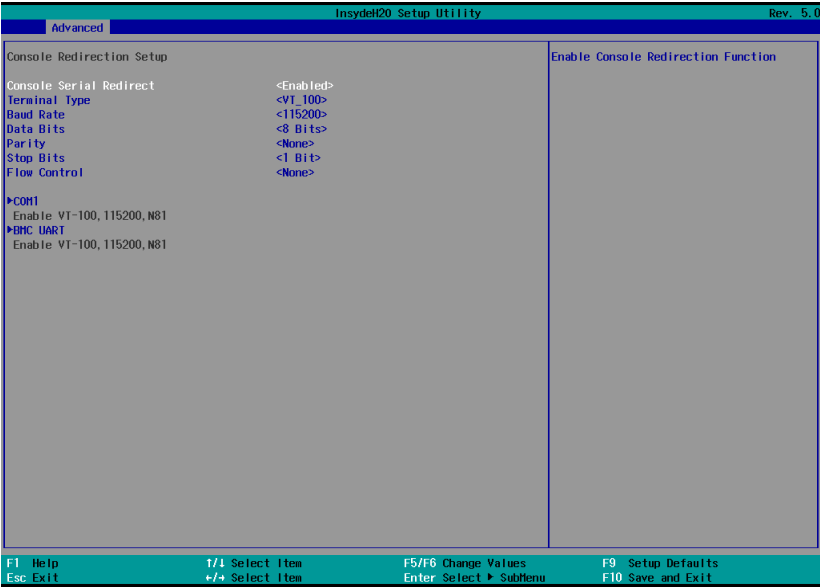 InsydeH20 Setup Utility Rev. 5.0
Advanced
Console Redirection Setup
Enable Console Redirection Function
Console Serial Redirect <Enabled>
Terminal Type <VT_100>
Baud Rate <115200>
Data Bits <8 Bits>
Parity <None>
Stop Bits <1 Bit>
Flow Control <None>
▶COM1
Enable VT-100,115200,N81
▶BMC UART
Enable VT-100,115200,N81
F1 Help ↑/↓ Select Item F5/F6 Change Values F9 Setup Defaults
Esc Exit ←/→ Select Item Enter Select ▶ SubMenu F10 Save and Exit